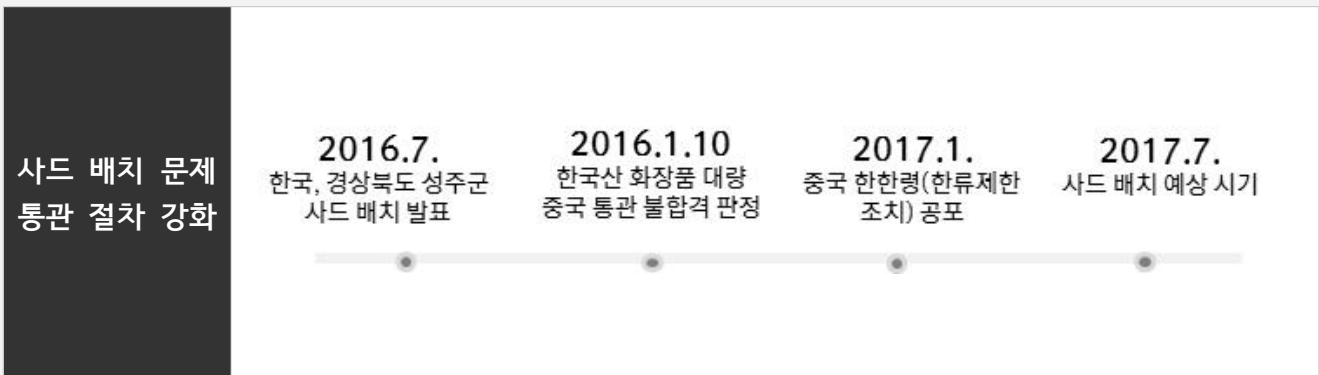 사드 배치 문제
통관 절차 강화
2016.7.
한국, 경상북도 성주군
사드 배치 발표
2016.1.10
한국산 화장품 대량
중국 통관 불합격 판정
2017.1.
중국 한한령(한류제한
조치) 공포
2017.7.
사드 배치 예상 시기